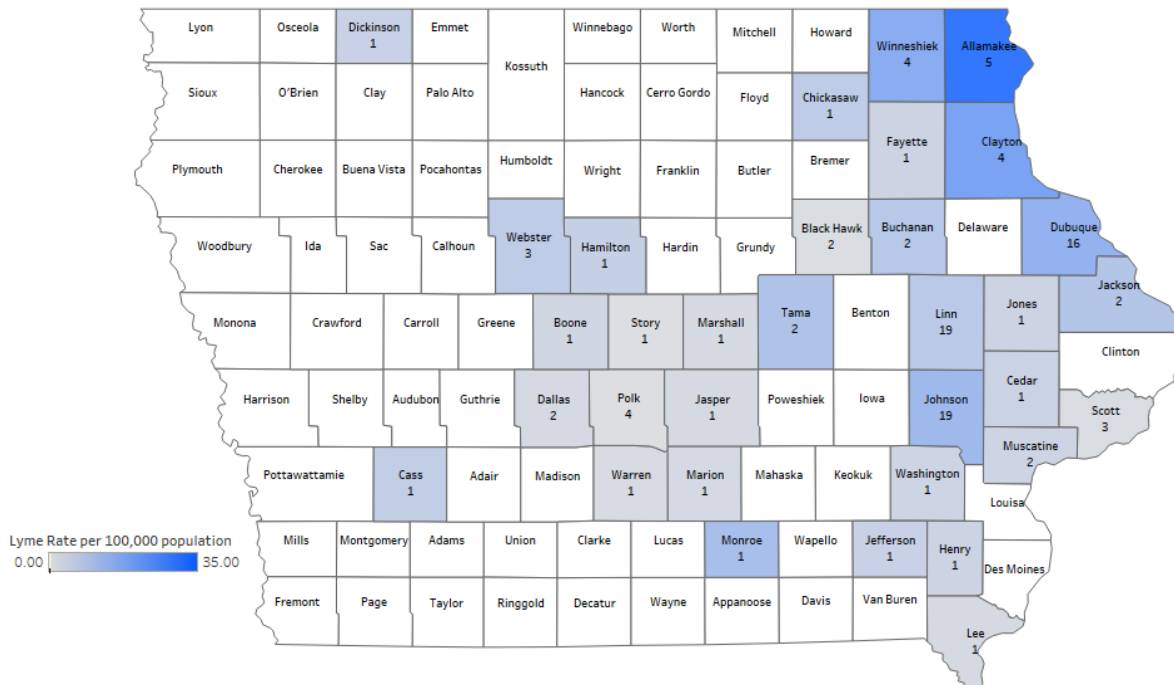 Lyon
Osceola
Dickinson
1
Emmet
Winnebago
Worth
Mitchell
Howard
Winneshiek
4
Allamakee
5
Kossuth
Sioux
O'Brien
Clay
Palo Alto
Hancock
Cerro Gordo
Floyd
Chickasaw
1
Fayette
1
Clayton
4
Plymouth
Cherokee
Buena Vista
Pocahontas
Humboldt
Wright
Franklin
Butler
Bremer
Woodbury
Ida
Sac
Calhoun
Webster
3
Hamilton
1
Hardin
Grundy
Black Hawk
2
Buchanan
2
Delaware
Dubuque
16
Jackson
2
Monona
Crawford
Carroll
Greene
Boone
1
Story
1
Marshall
1
Tama
2
Benton
Linn
19
Jones
1
Clinton
Harrison
Shelby
Audubon
Guthrie
Dallas
2
Polk
4
Jasper
1
Poweshiek
Iowa
Johnson
19
Cedar
1
Scott
3
Muscatine
2
Pottawattamie
Cass
1
Adair
Madison
Warren
1
Marion
1
Mahaska
Keokuk
Washington
1
Louisa
Lyme Rate per 100,000 population
0.00
35.00
Mills
Montgomery
Adams
Union
Clarke
Lucas
Monroe
1
Wapello
Jefferson
1
Henry
1
Des Moines
Fremont
Page
Taylor
Ringgold
Decatur
Wayne
Appanoose
Davis
Van Buren
Lee
1